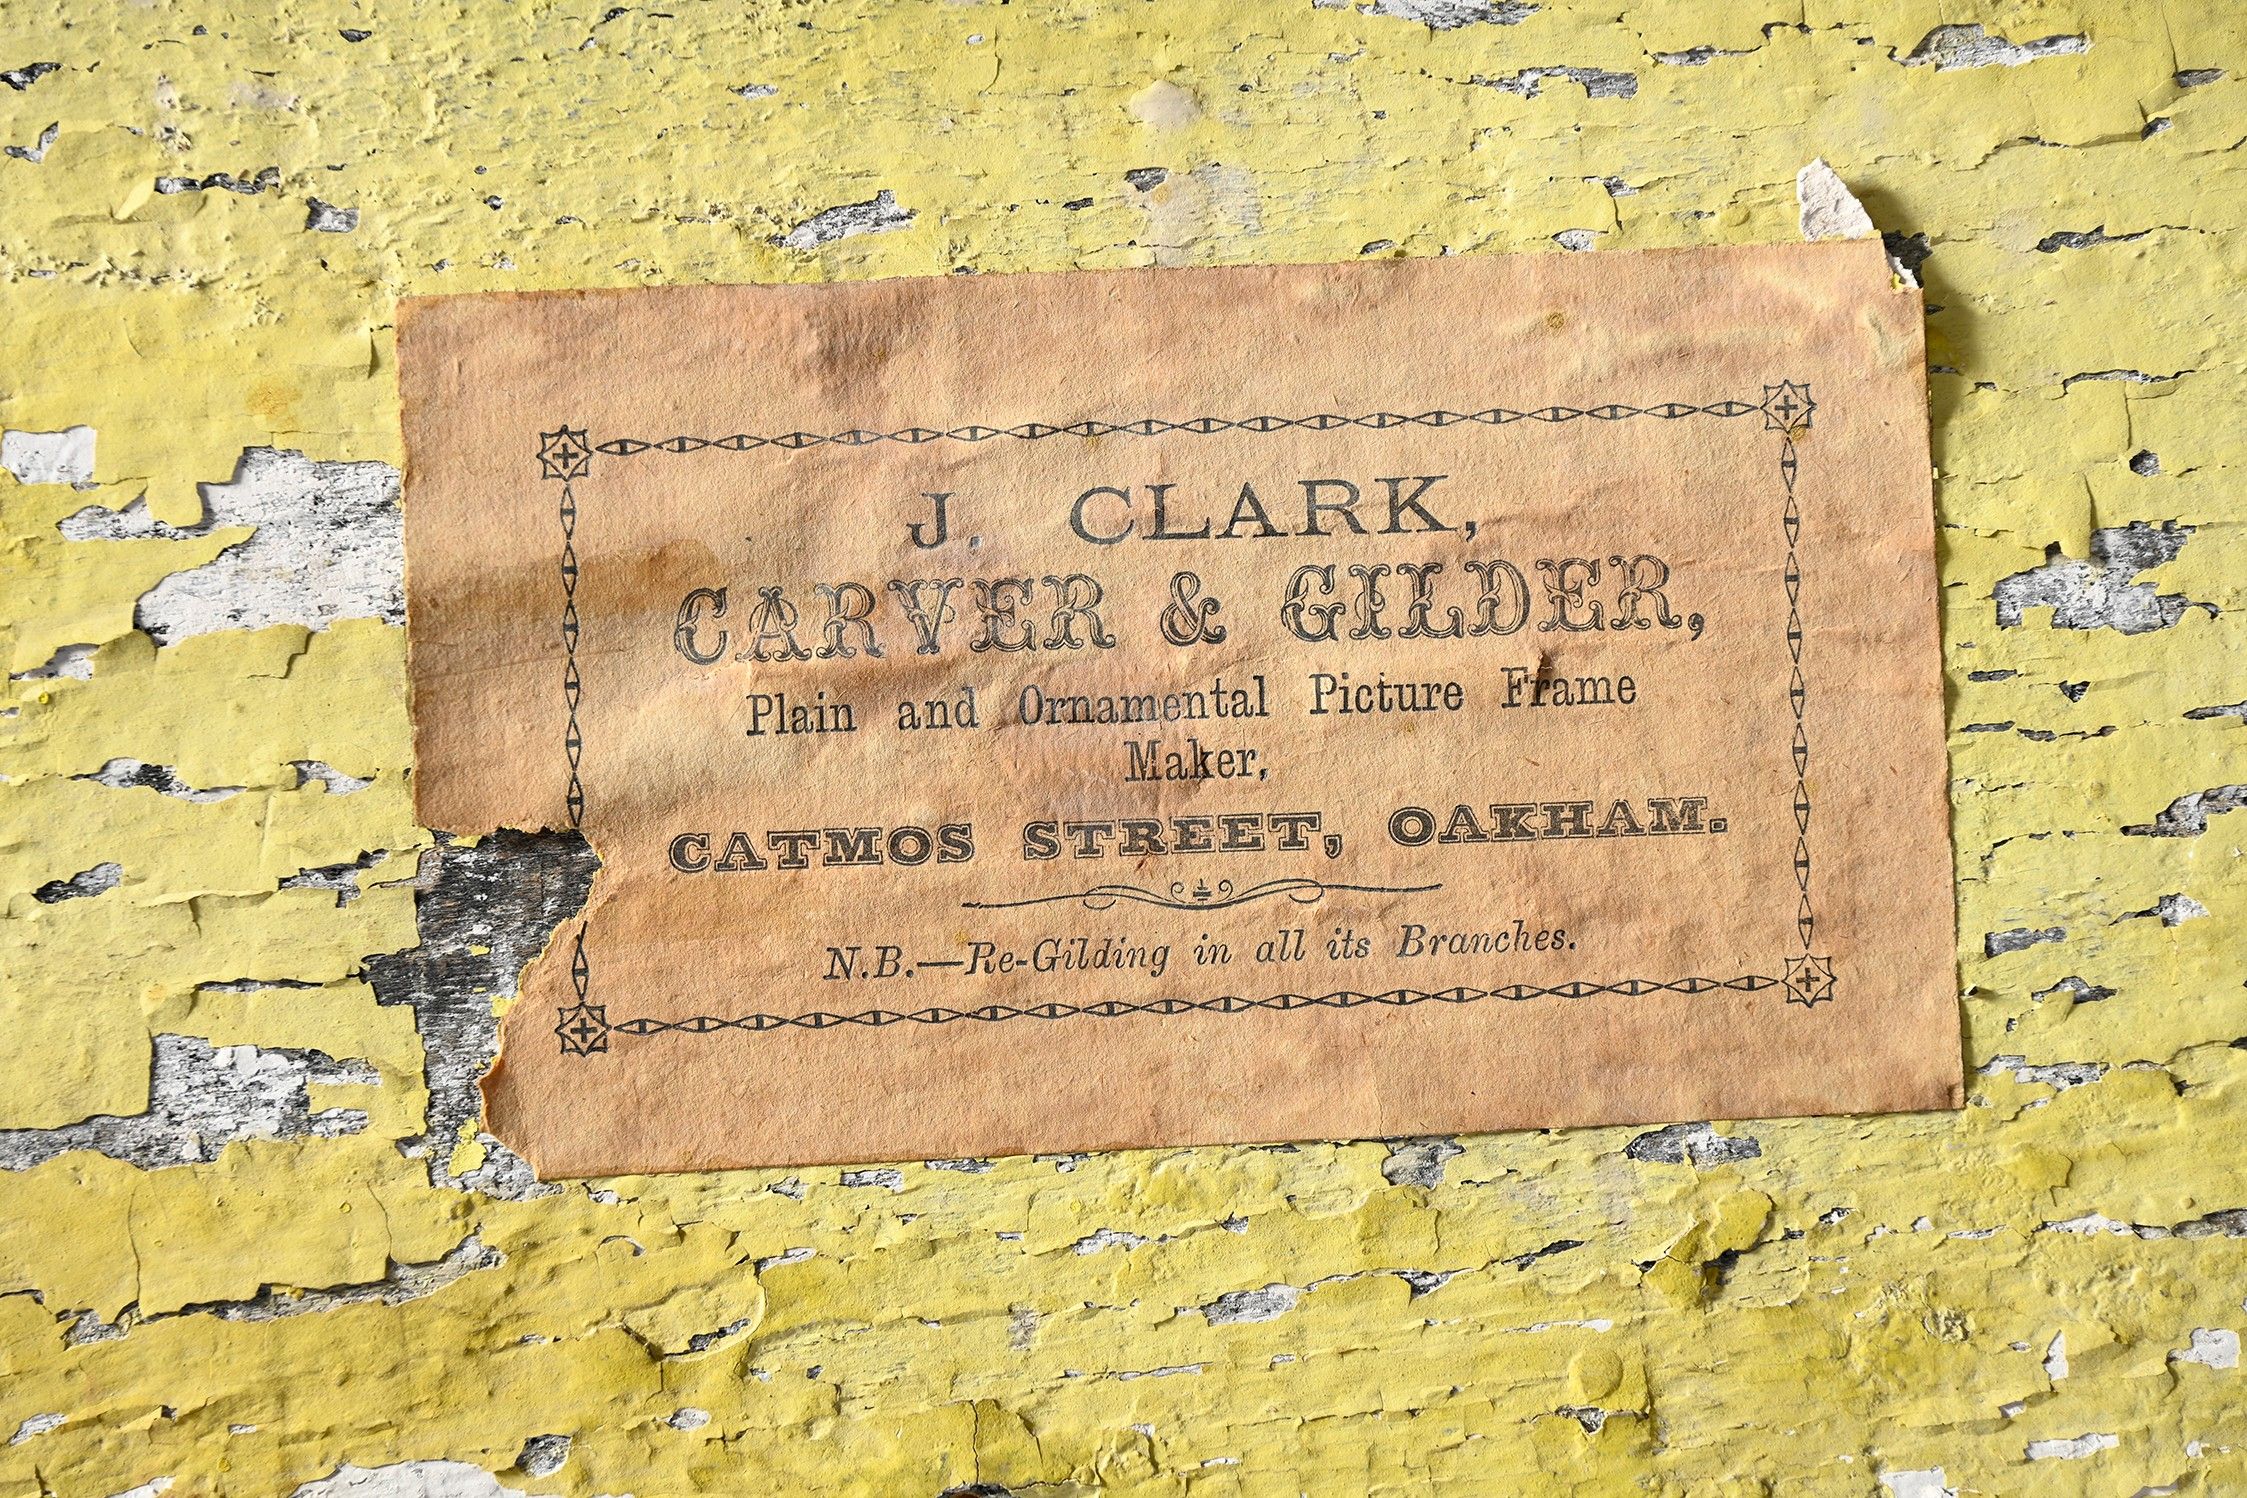 J. CLARK,
CARVER & GILDER,
Plain and Ornamental Picture Frame
Maker,
CATMOS STREET, OAKHAM.
N.B.—Re-Gilding in all its Branches.